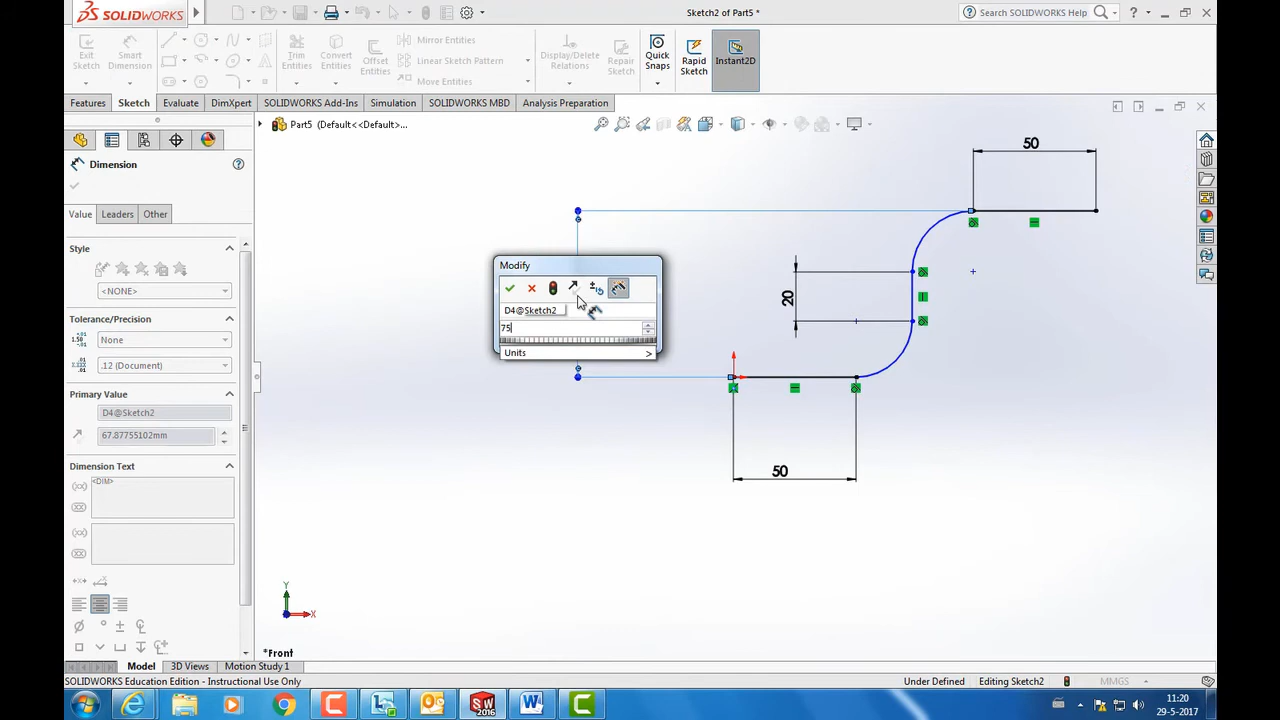 SOLIDWORKS
Sketch2 of Part5 *
Search SOLIDWORKS Help
Exit Sketch
Smart Dimension
Trim Entities
Convert Entities
Offset Entities
Mirror Entities
Linear Sketch Pattern
Move Entities
Display/Delete Relations
Repair Sketch
Quick Snaps
Rapid Sketch
Instant2D
Features
Sketch
Evaluate
DimXpert
SOLIDWORKS Add-Ins
Simulation
SOLIDWORKS MBD
Analysis Preparation
Part5 (Default<<Default>...
Dimension
?
Value
Leaders
Other
Style
<NONE>
Tolerance/Precision
None
.12 (Document)
Primary Value
D4@Sketch2
67.87755102mm
Dimension Text
<DIM>
Modify
D4@Sketch2
75
Units >
50
20
50
Y
X
*Front
Model
3D Views
Motion Study 1
SOLIDWORKS Education Edition - Instructional Use Only
Under Defined
Editing Sketch2
MMGS
2016
11:20
29-5-2017